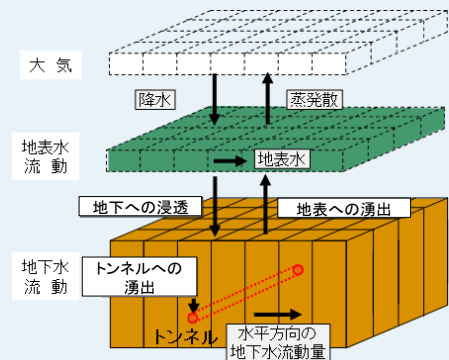 大 気
降水
蒸発散
地表水
流 動
地表水
地下への浸透
地表への湧出
地下水
流 動
トンネルへの
湧出
トンネル
水平方向の
地下水流動量